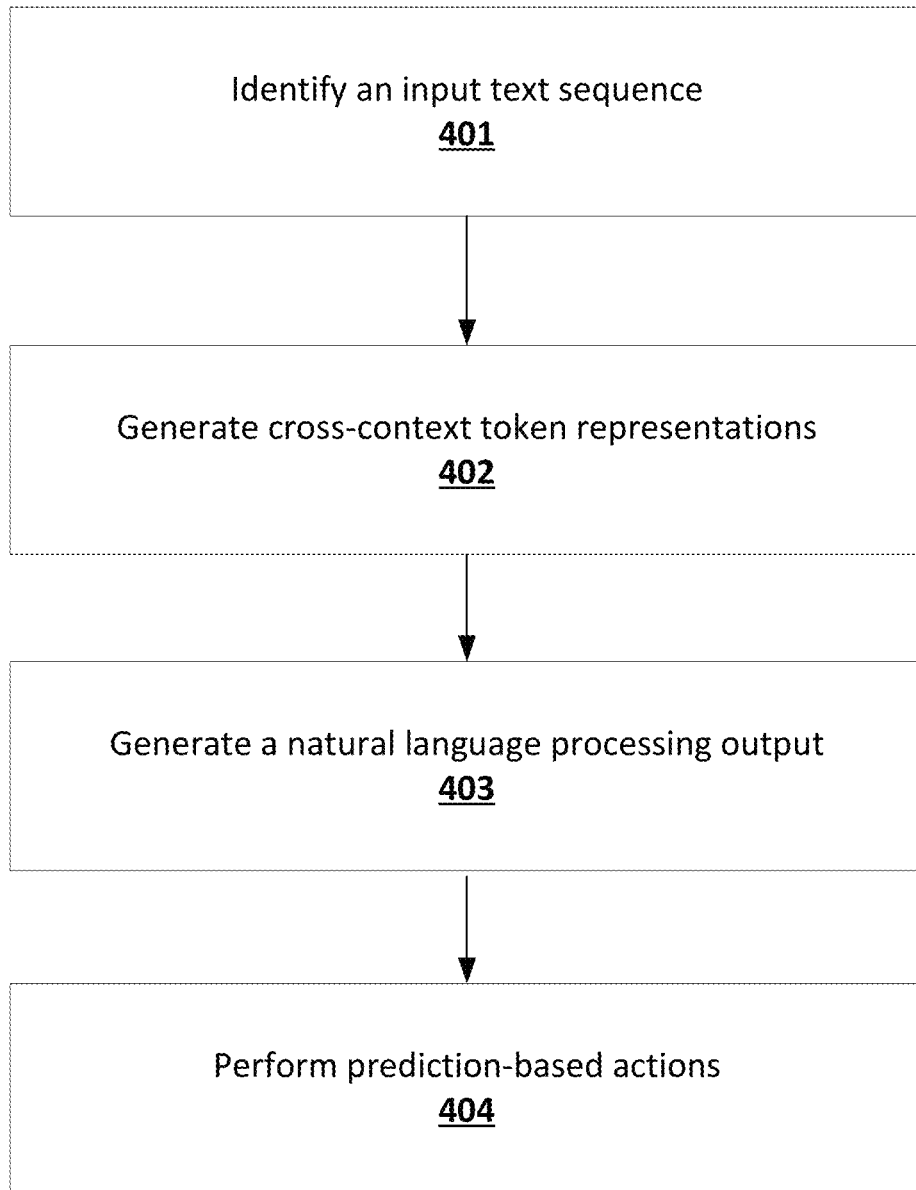 Identify an input text sequence
401
Generate cross-context token representations
402
Generate a natural language processing output
403
Perform prediction-based actions
404